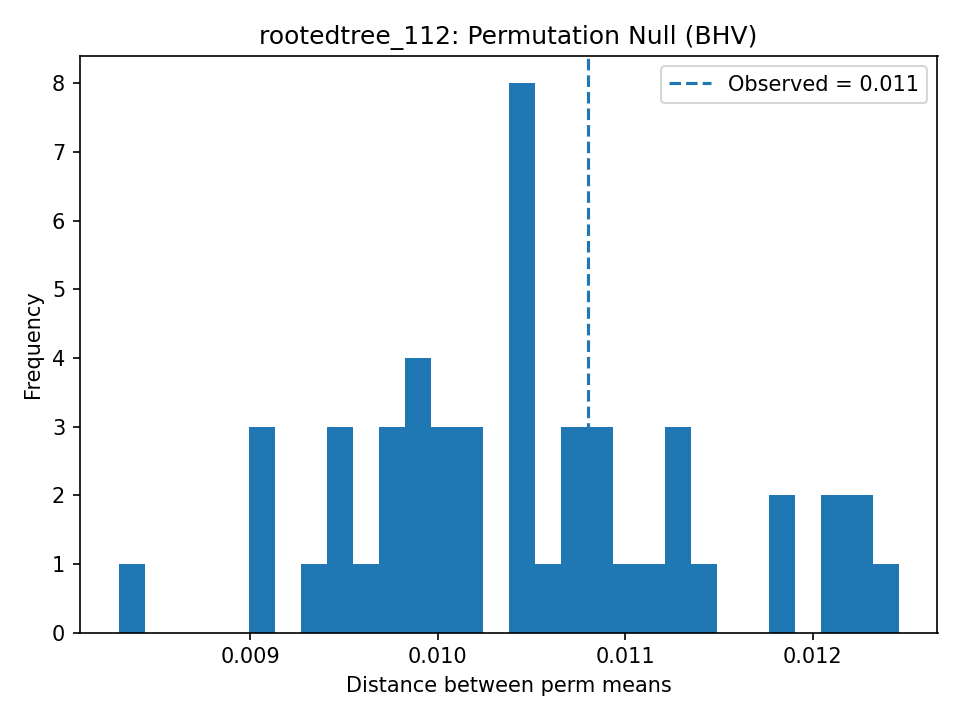 rootedtree_112: Permutation Null (BHV)
Observed = 0.011
8
7
6
5
4
3
2
1
0
Frequency
0.009 0.010 0.011 0.012
Distance between perm means